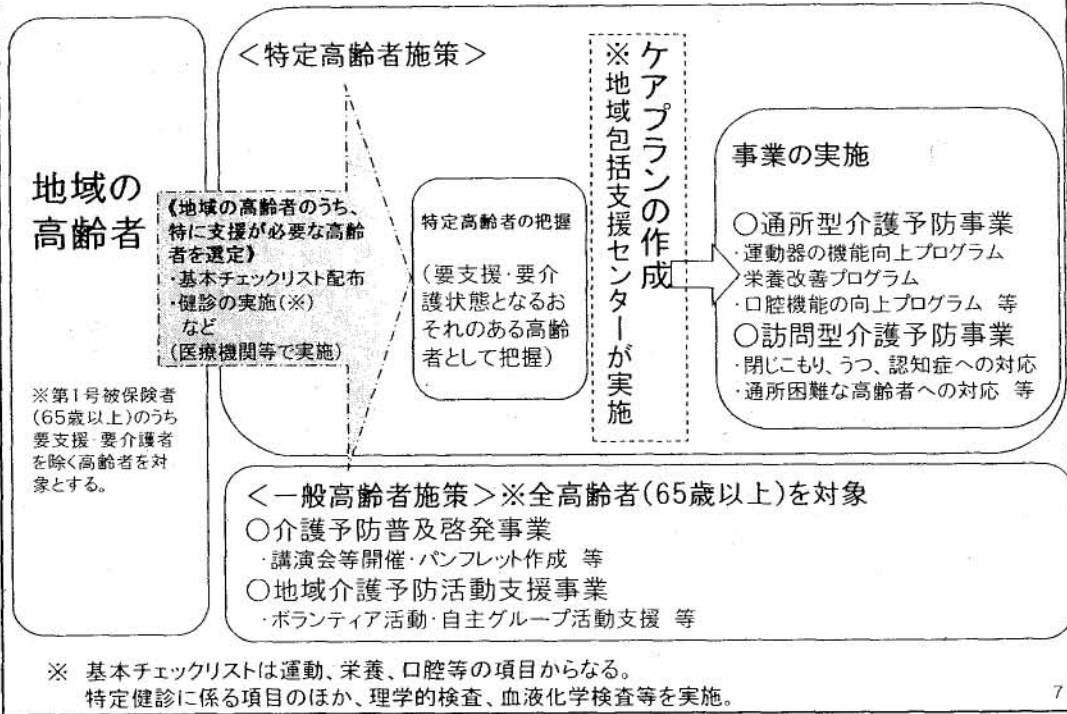 地域の
高齢者
※第1号被保険者
(65歳以上)のうち
要支援・要介護者
を除く高齢者を対
象とする。
＜特定高齢者施策＞
《地域の高齢者のうち、
特に支援が必要な高齢
者を選定》
・基本チェックリスト配布
・健診の実施(※)
など
(医療機関等で実施)
特定高齢者の把握
(要支援・要介
護状態となるお
それのある高齢
者として把握)
ケアプランの作成
※地域包括支援センターが実施
事業の実施
○通所型介護予防事業
・運動器の機能向上プログラム
・栄養改善プログラム
・口腔機能の向上プログラム 等
○訪問型介護予防事業
・閉じこもり、うつ、認知症への対応
・通所困難な高齢者への対応 等
＜一般高齢者施策＞※全高齢者(65歳以上)を対象
○介護予防普及啓発事業
・講演会等開催・パンフレット作成 等
○地域介護予防活動支援事業
・ボランティア活動・自主グループ活動支援 等
※ 基本チェックリストは運動、栄養、口腔等の項目からなる。
特定健診に係る項目のほか、理学的検査、血液化学検査等を実施。
7